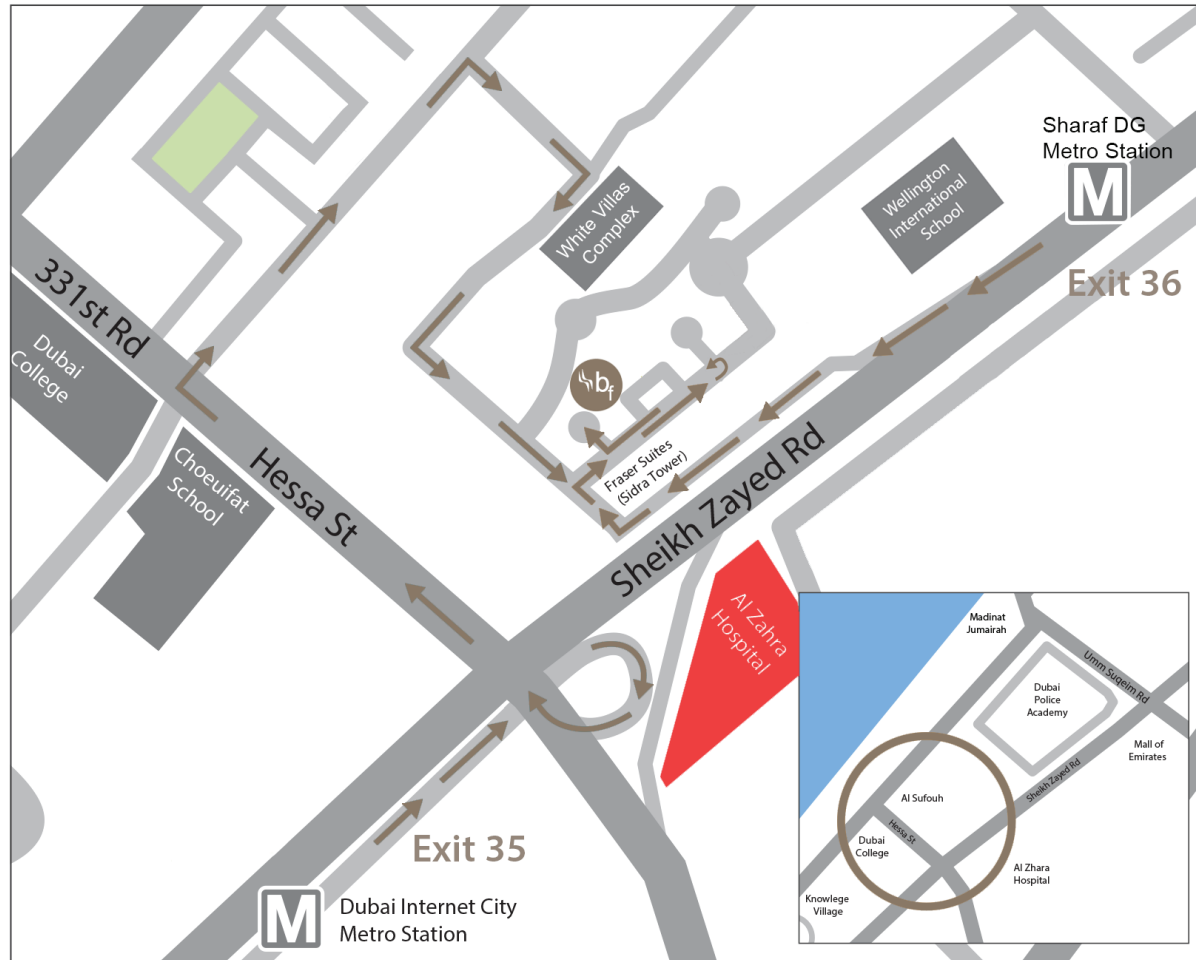 Sharaf DG
Metro Station
M
Wellington
International
School
White Villas
Complex
Exit 36
331st Rd
Dubai
College
bf
Fraser Suites
(Sidra Tower)
Choeuifat
School
Hessa St
Sheikh Zayed Rd
Al Zahra
Hospital
Exit 35
M
Dubai Internet City
Metro Station
Madinat
Jumairah
Umm Suqeim Rd
Dubai
Police
Academy
Mall of
Emirates
Sheikh Zayed Rd
Al Sufouh
Hessa St
Dubai
College
Al Zhara
Hospital
Knowlege
Village